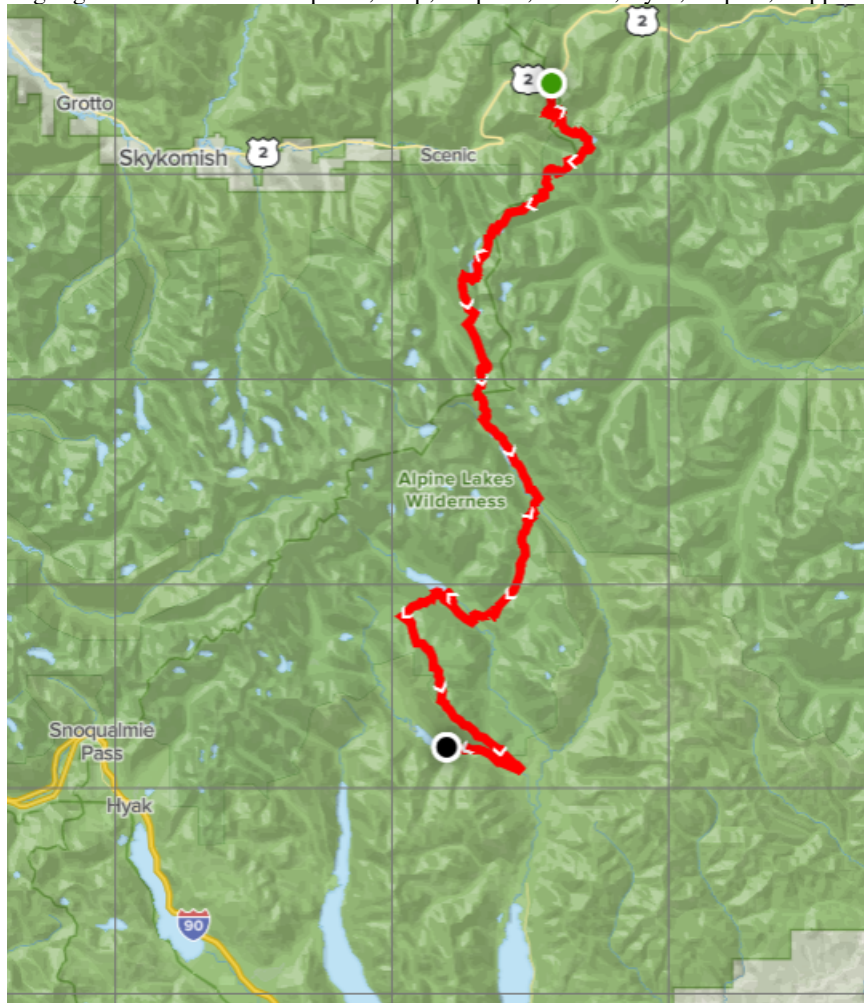 2
2
Grotto
2
Skykomish
Scenic
Alpine Lakes
Wilderness
Snoqualmie
Pass
Hyak
90